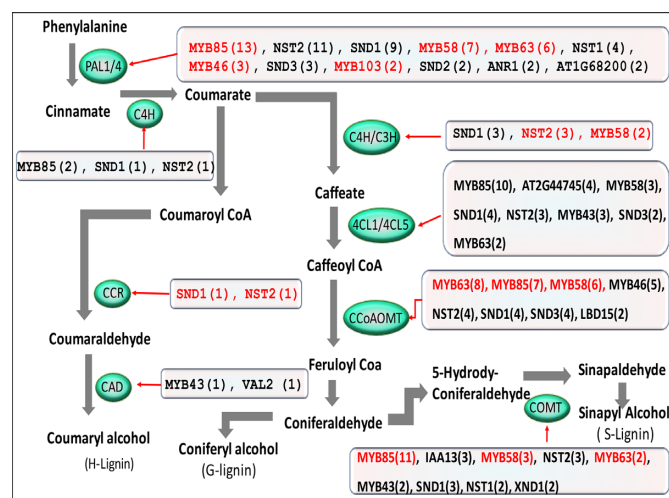 Phenylalanine
MYB85(13), NST2(11), SND1(9), MYB58(7), MYB63(6), NST1(4),
MYB46(3), SND3(3), MYB103(2), SND2(2), ANR1(2), AT1G68200(2)
PAL1/4
Cinnamate
Coumarate
C4H
C4H/C3H
SND1(3), NST2(3), MYB58(2)
MYB85(2), SND1(1), NST2(1)
Caffeate
MYB85(10), AT2G44745(4), MYB58(3),
SND1(4), NST2(3), MYB43(3), SND3(2),
MYB63(2)
Coumaroyl CoA
4CL1/4CL5
Caffeoyl CoA
CCR
SND1(1), NST2(1)
MYB63(8), MYB85(7), MYB58(6), MYB46(5),
NST2(4), SND1(4), SND3(4), LBD15(2)
CCoAOMT
Coumaraldehyde
Feruloyl Coa
CAD
MYB43(1), VAL2 (1)
5-Hydrody-
Coniferaldehyde
Sinapaldehyde
COMT
Coniferaldehyde
Sinapyl Alcohol
( S-Lignin)
Coumaryl alcohol
(H-Lignin)
Coniferyl alcohol
(G-lignin)
MYB85(11), IAA13(3), MYB58(3), NST2(3), MYB63(2),
MYB43(2), SND1(3), NST1(2), XND1(2)